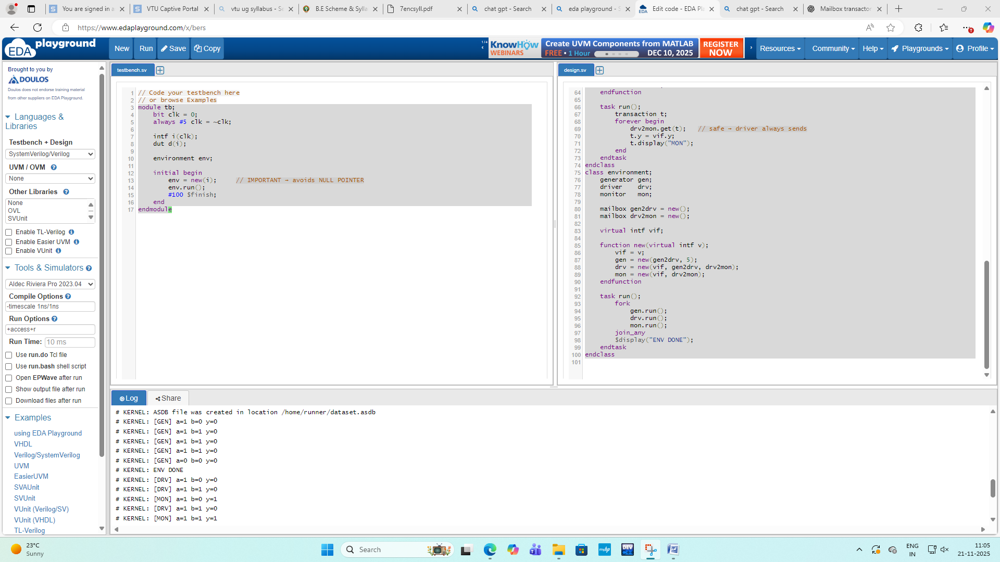 You are signed in a
VTU Captive Portal
vtu ug syllabus - Se
B.E Scheme & Sylla
7encsyll.pdf
chat gpt - Search
eda playground - S
Edit code - EDA Pl
chat gpt - Search
Mailbox transactor
https://www.edaplayground.com/x/bers
EDA playground
New
Run
Save
Copy
1/4
KnowHow WEBINARS
Create UVM Components from MATLAB
FREE • 1 Hour
DEC 10, 2025
REGISTER NOW
Resources
Community
Help
Playgrounds
Profile
Brought to you by
DOULOS
Doulos does not endorse training material
from other suppliers on EDA Playground.
Languages &
Libraries
Testbench + Design
SystemVerilog/Verilog
UVM / OVM
None
Other Libraries
None
OVL
SVUnit
Enable TL-Verilog
Enable Easier UVM
Enable VUnit
Tools & Simulators
Aldec Riviera Pro 2023.04
Compile Options
-timescale 1ns/1ns
Run Options
+access+r
Run Time: 10 ms
Use run.do Tcl file
Use run.bash shell script
Open EPWave after run
Show output file after run
Download files after run
Examples
using EDA Playground
VHDL
Verilog/SystemVerilog
UVM
EasierUVM
SVAUnit
SVUnit
VUnit (Verilog/SV)
VUnit (VHDL)
TL-Verilog
testbench.sv
1 // Code your testbench here
2 // or browse Examples
3 module tb;
4 bit clk = 0;
5 always #5 clk = ~clk;
6
7 intf i(clk);
8 dut d(i);
9
10 environment env;
11
12 initial begin
13 env = new(i); // IMPORTANT → avoids NULL POINTER
14 env.run();
15 #100 $finish;
16 end
17 endmodule
design.sv
64 endfunction
65
66 task run();
67 transaction t;
68 forever begin
69 drv2mon.get(t); // safe → driver always sends
70 t.y = vif.y;
71 t.display("MON");
72 end
73 endtask
74 endclass
75 class environment;
76 generator gen;
77 driver drv;
78 monitor mon;
79
80 mailbox gen2drv = new();
81 mailbox drv2mon = new();
82
83 virtual intf vif;
84
85 function new(virtual intf v);
86 vif = v;
87 gen = new(gen2drv, 5);
88 drv = new(vif, gen2drv, drv2mon);
89 mon = new(vif, drv2mon);
90 endfunction
91
92 task run();
93 fork
94 gen.run();
95 drv.run();
96 mon.run();
97 join_any
98 $display("ENV DONE");
99 endtask
100 endclass
101
Log
Share
# KERNEL: ASDB file was created in location /home/runner/dataset.asdb
# KERNEL: [GEN] a=1 b=0 y=0
# KERNEL: [GEN] a=1 b=1 y=0
# KERNEL: [GEN] a=1 b=1 y=0
# KERNEL: [GEN] a=1 b=1 y=0
# KERNEL: [GEN] a=0 b=0 y=0
# KERNEL: ENV DONE
# KERNEL: [DRV] a=1 b=0 y=0
# KERNEL: [DRV] a=1 b=1 y=0
# KERNEL: [MON] a=1 b=0 y=1
# KERNEL: [DRV] a=1 b=1 y=0
# KERNEL: [MON] a=1 b=1 y=1
23°C
Sunny
Search
myhp
DEV
ENG
IN
11:05
21-11-2025